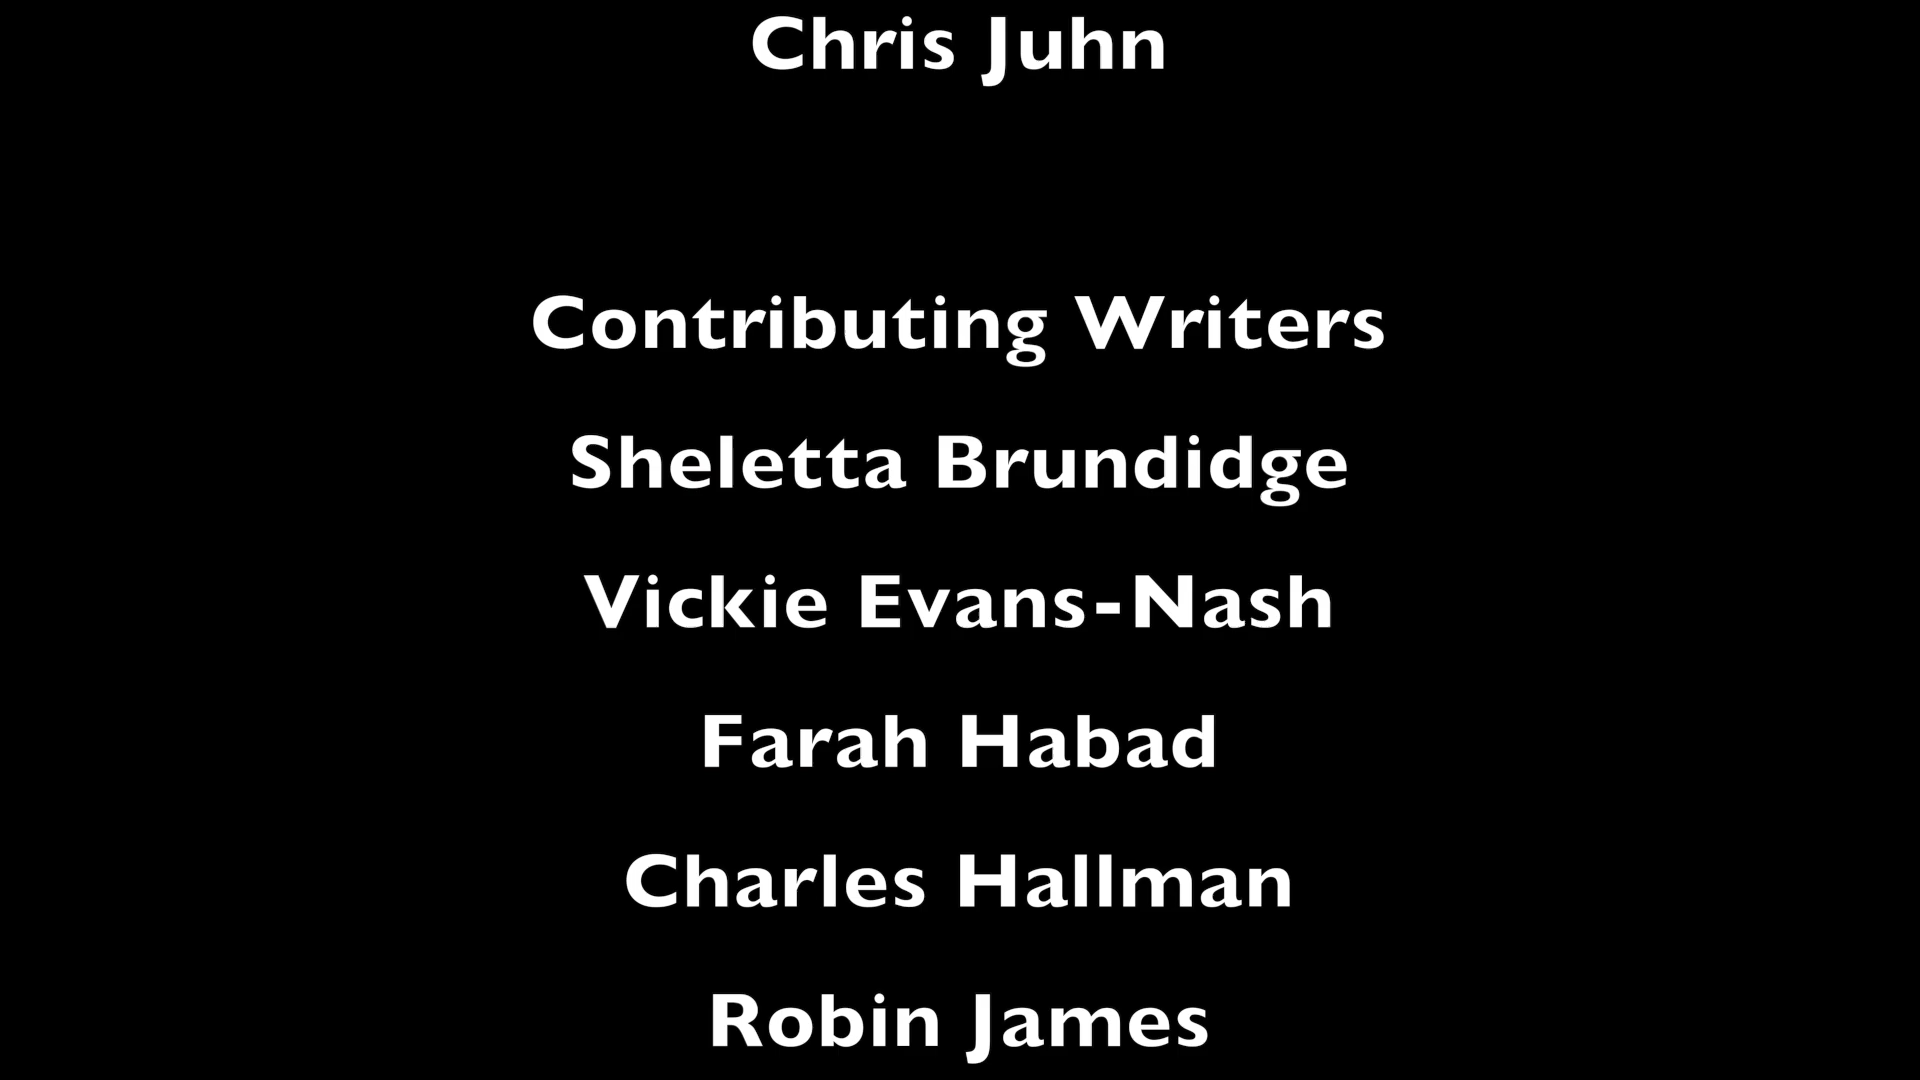 Chris Juhn
Contributing Writers
Sheletta Brundidge
Vickie Evans-Nash
Farah Habad
Charles Hallman
Robin James